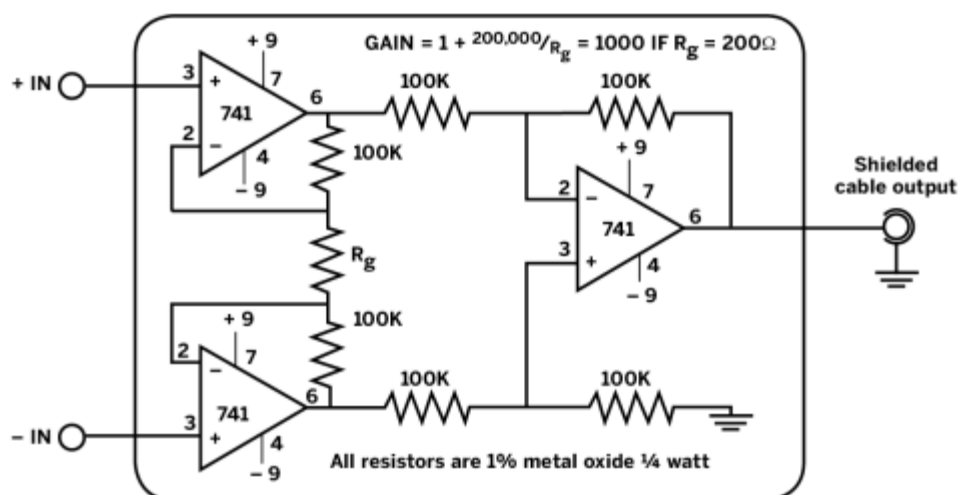 GAIN = 1 + 200,000/Rg = 1000 IF Rg = 200Ω
+ 9
+ IN
3
+
7
6
100K
100K
741
2
−
4
− 9
100K
+ 9
Shielded
cable output
2
−
7
6
741
3
+
4
− 9
Rg
+ 9
100K
2
−
7
100K
100K
6
741
3
+
4
− IN
− 9
All resistors are 1% metal oxide ¼ watt